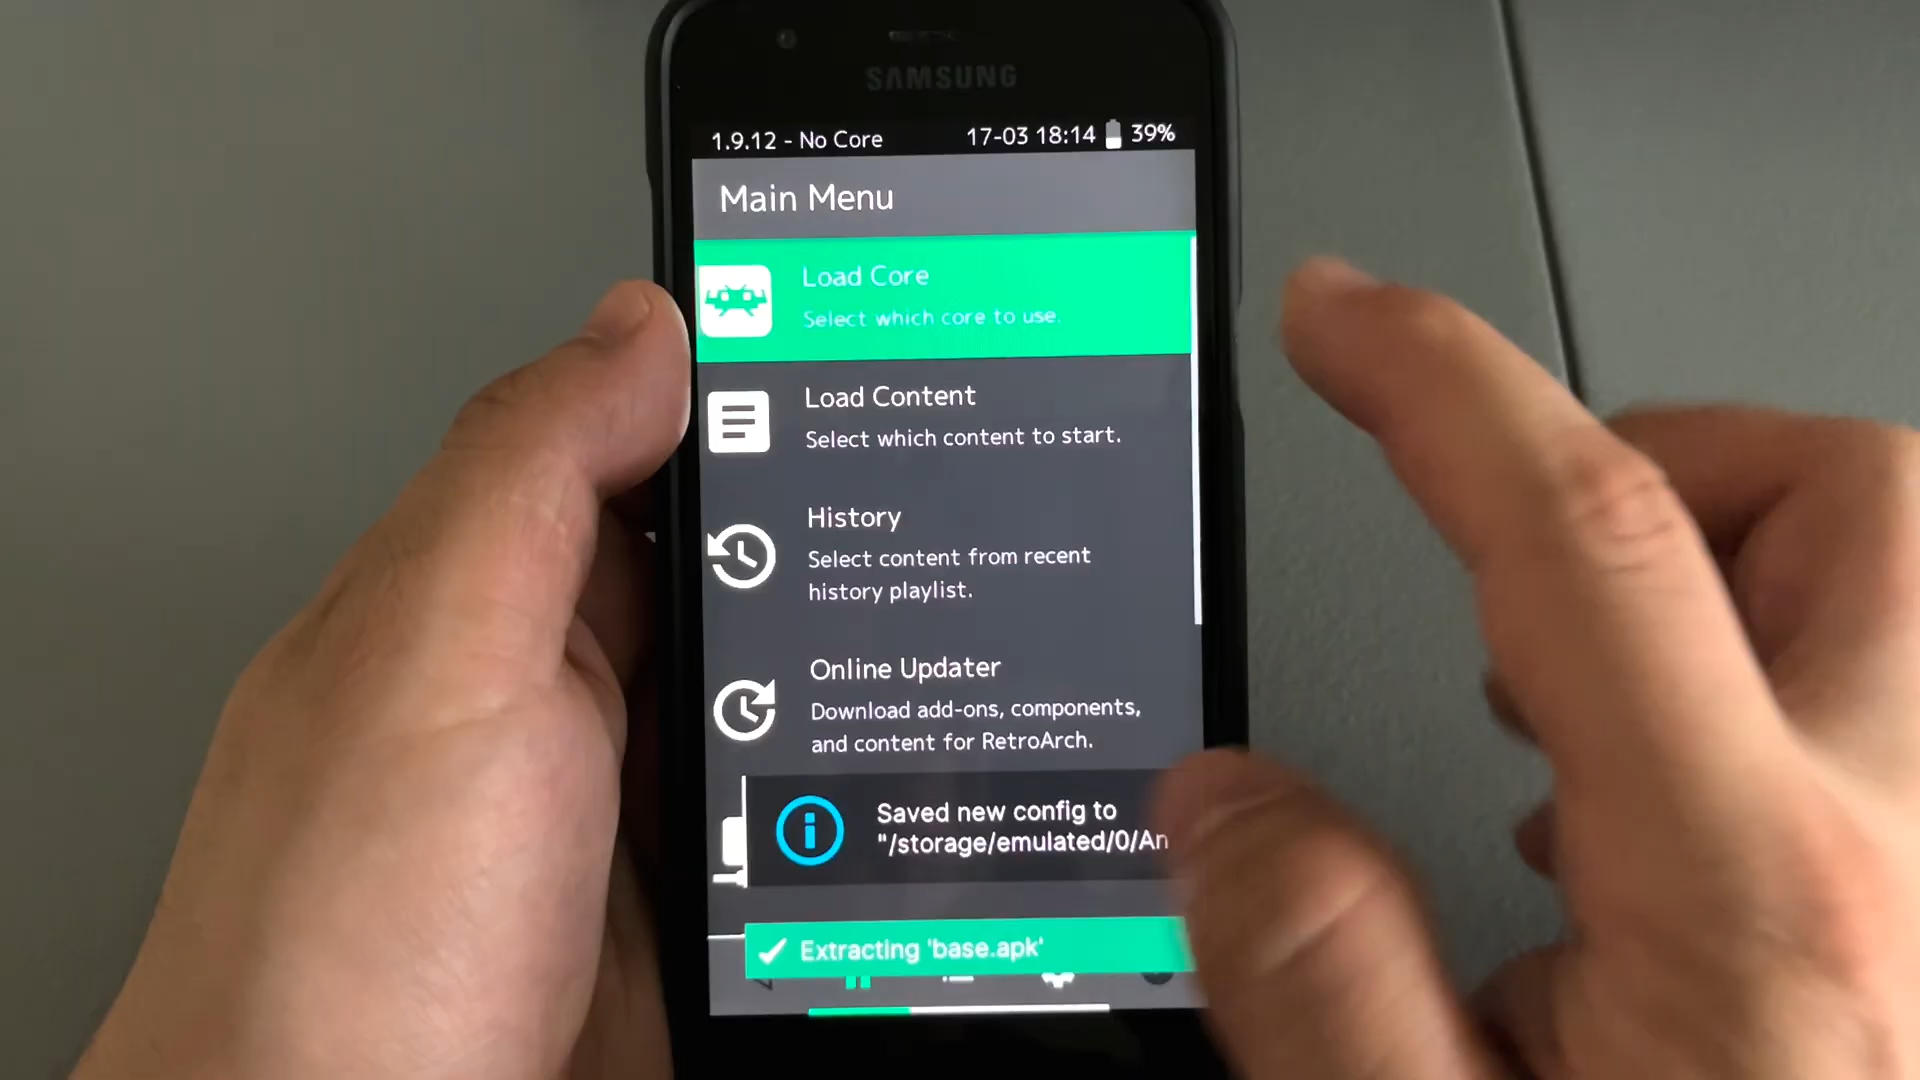 SAMSUNG
1.9.12 - No Core
17-03 18:14 39%
Main Menu
Load Core
Select which core to use.
Load Content
Select which content to start.
History
Select content from recent
history playlist.
Online Updater
Download add-ons, components,
and content for RetroArch.
Saved new config to
"/storage/emulated/0/An
Extracting 'base.apk'